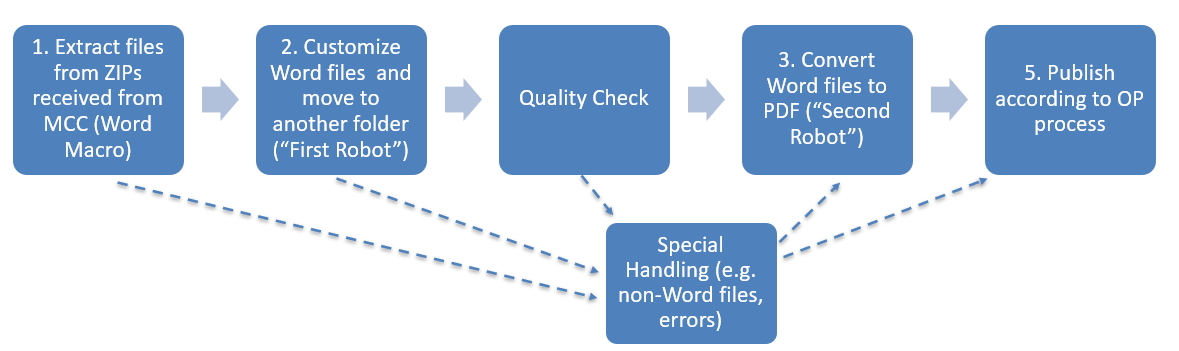 1. Extract files
from ZIPs
received from
MCC (Word
Macro)
2. Customize
Word files and
move to
another folder
(“First Robot”)
Quality Check
3. Convert
Word files to
PDF (“Second
Robot”)
5. Publish
according to OP
process
Special
Handling (e.g.
non-Word files,
errors)